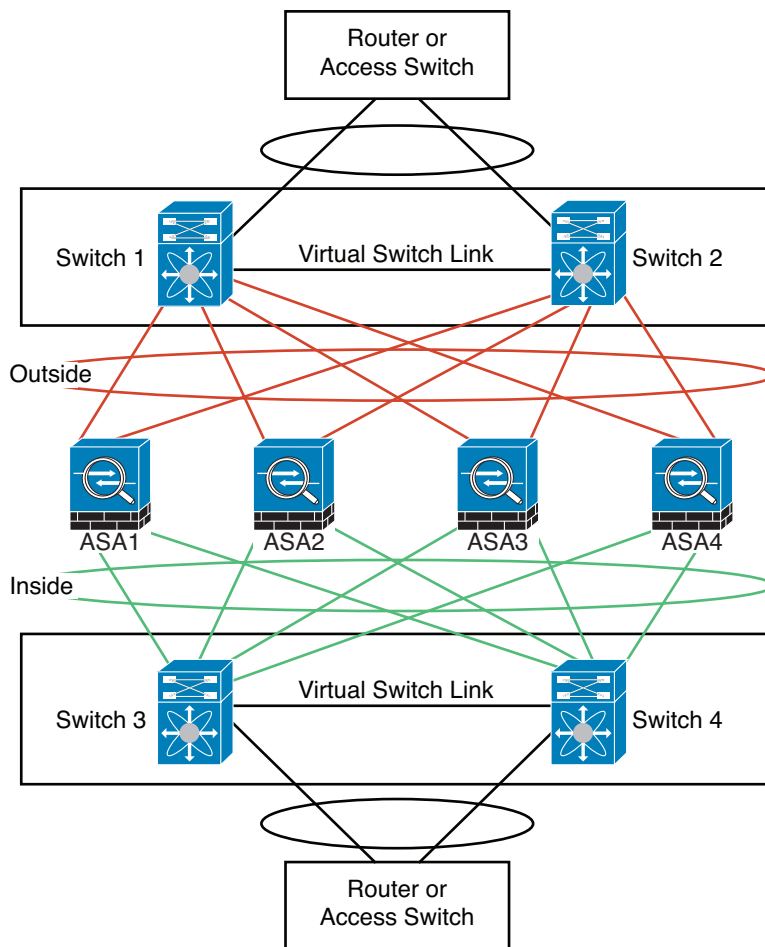 Router or
Access Switch
Switch 1
Virtual Switch Link
Switch 2
Outside
ASA1
ASA2
ASA3
ASA4
Inside
Switch 3
Virtual Switch Link
Switch 4
Router or
Access Switch